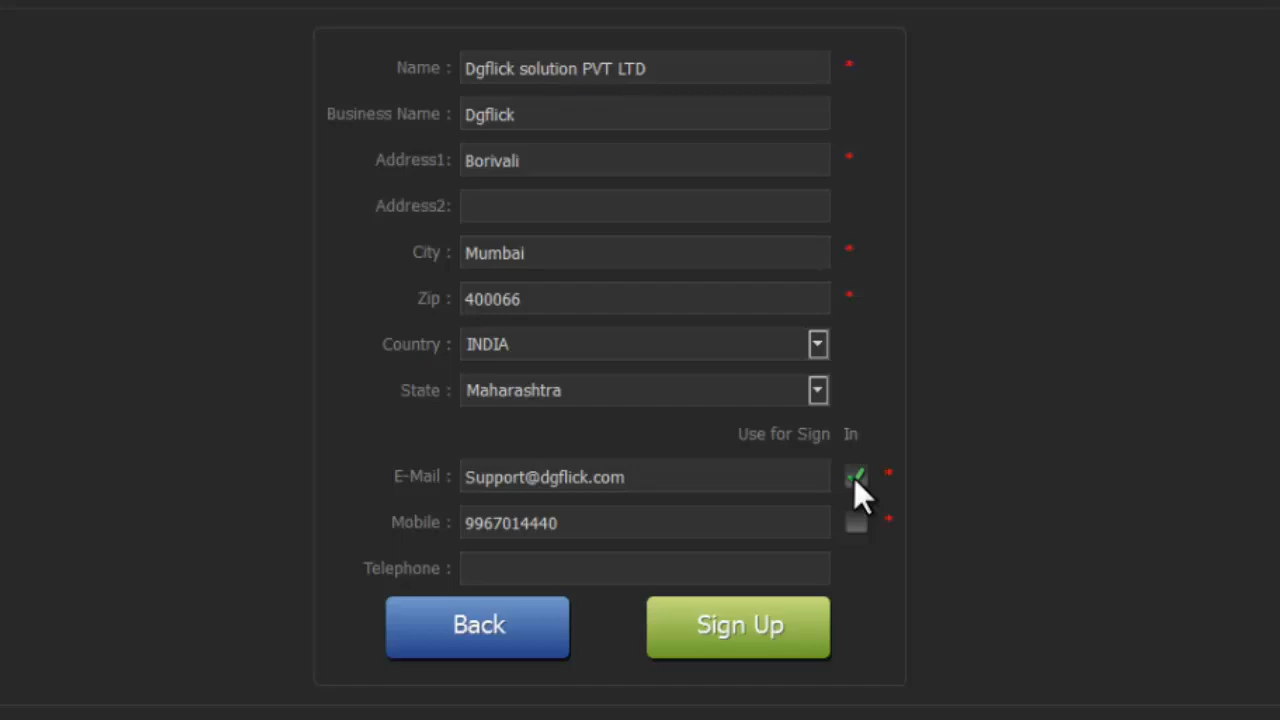 Name : Dgflick solution PVT LTD *
Business Name : Dgflick
Address1: Borivali *
Address2:
City : Mumbai *
Zip : 400066 *
Country : INDIA
State : Maharashtra
Use for Sign In
E-Mail : Support@dgflick.com *
Mobile : 9967014440 *
Telephone :
Back Sign Up